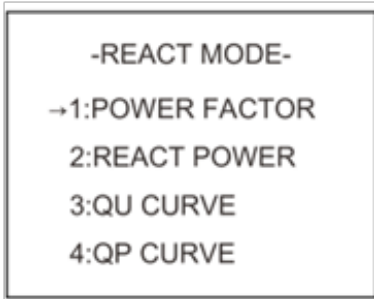 -REACT MODE-
→1:POWER FACTOR
2:REACT POWER
3:QU CURVE
4:QP CURVE